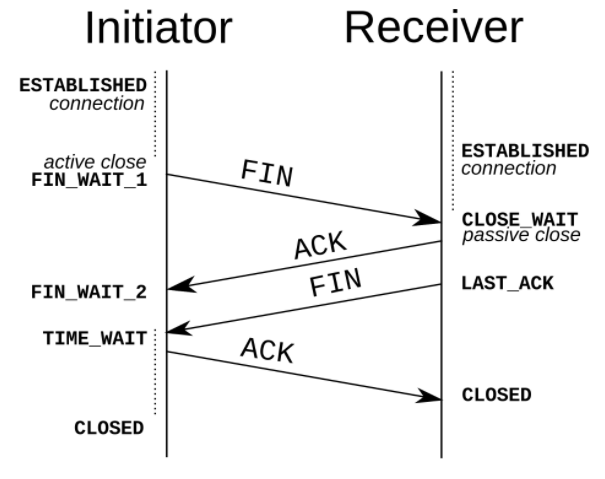 Initiator
Receiver
ESTABLISHED
connection
active close
FIN_WAIT_1
FIN
ESTABLISHED
connection
CLOSE_WAIT
passive close
ACK
FIN
FIN_WAIT_2
LAST_ACK
TIME_WAIT
ACK
CLOSED
CLOSED